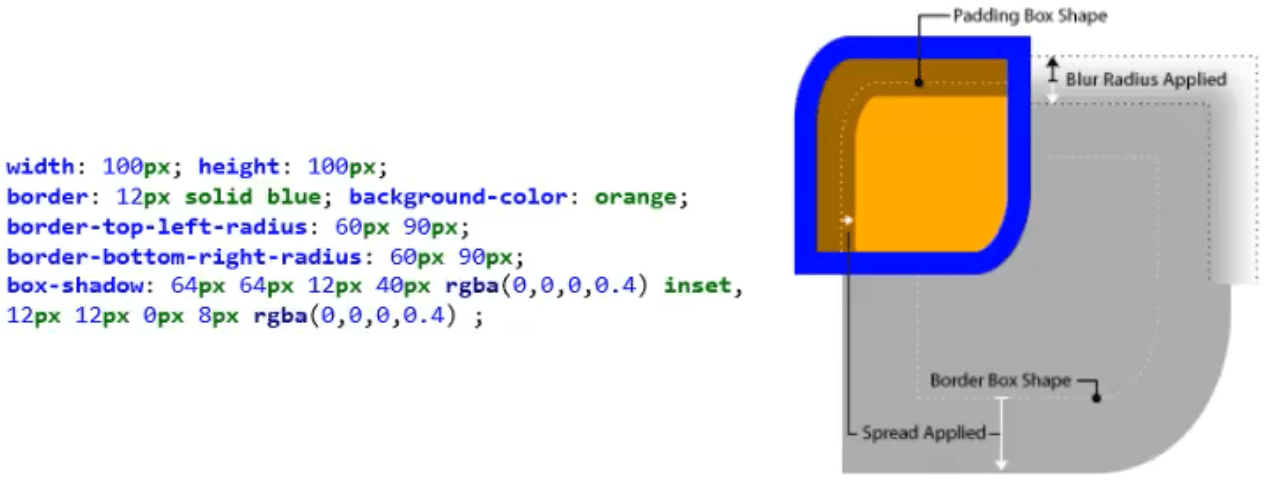 width: 100px; height: 100px;
border: 12px solid blue; background-color: orange;
border-top-left-radius: 60px 90px;
border-bottom-right-radius: 60px 90px;
box-shadow: 64px 64px 12px 40px rgba(0,0,0,0.4) inset,
12px 12px 0px 8px rgba(0,0,0,0.4) ;
Padding Box Shape
Blur Radius Applied
Border Box Shape
Spread Applied